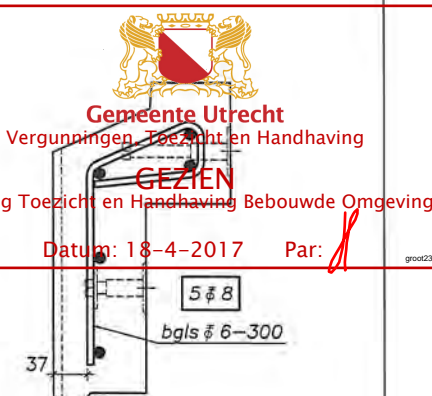 Gemeente Utrecht
Vergunningen, Toezicht en Handhaving
GEZIEN
g Toezicht en Handhaving Bebouwde Omgeving
Datum: 18-4-2017 Par:
groot23
5 ϕ 8
bgls ϕ 6-300
37